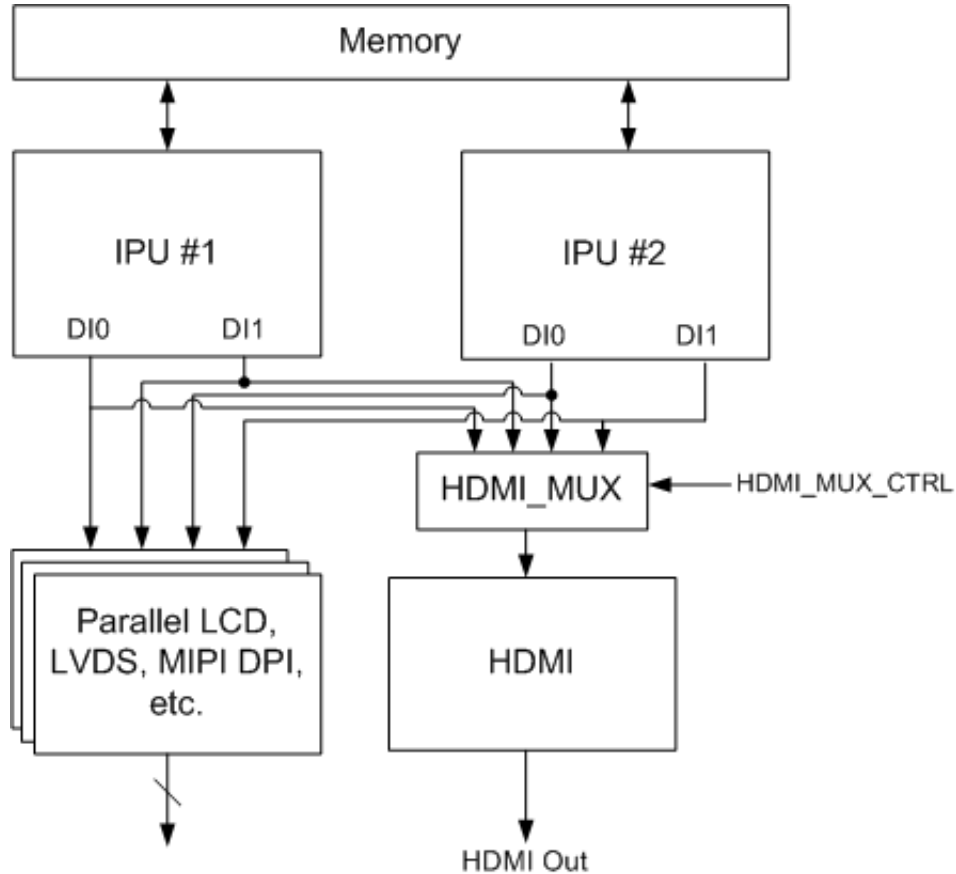 Memory
IPU #1
IPU #2
DI0
DI1
DI0
DI1
HDMI_MUX
HDMI_MUX_CTRL
Parallel LCD,
LVDS, MIPI DPI,
etc.
HDMI
HDMI Out